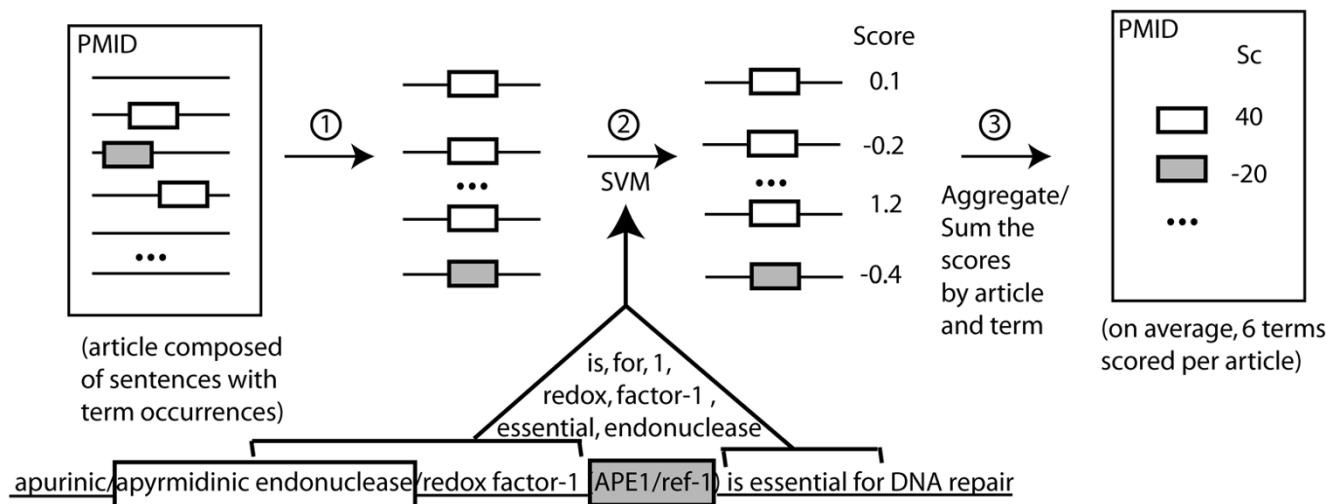 PMID
(article composed
of sentences with
term occurrences)
1
•••
•••
2
SVM
Score
0.1
-0.2
•••
1.2
-0.4
3
Aggregate/
Sum the
scores
by article
and term
PMID
Sc
40
-20
•••
(on average, 6 terms
scored per article)
is, for, 1,
redox, factor-1 ,
essential, endonuclease
apurinic/apyrmidinic endonuclease/redox factor-1 (APE1/ref-1) is essential for DNA repair